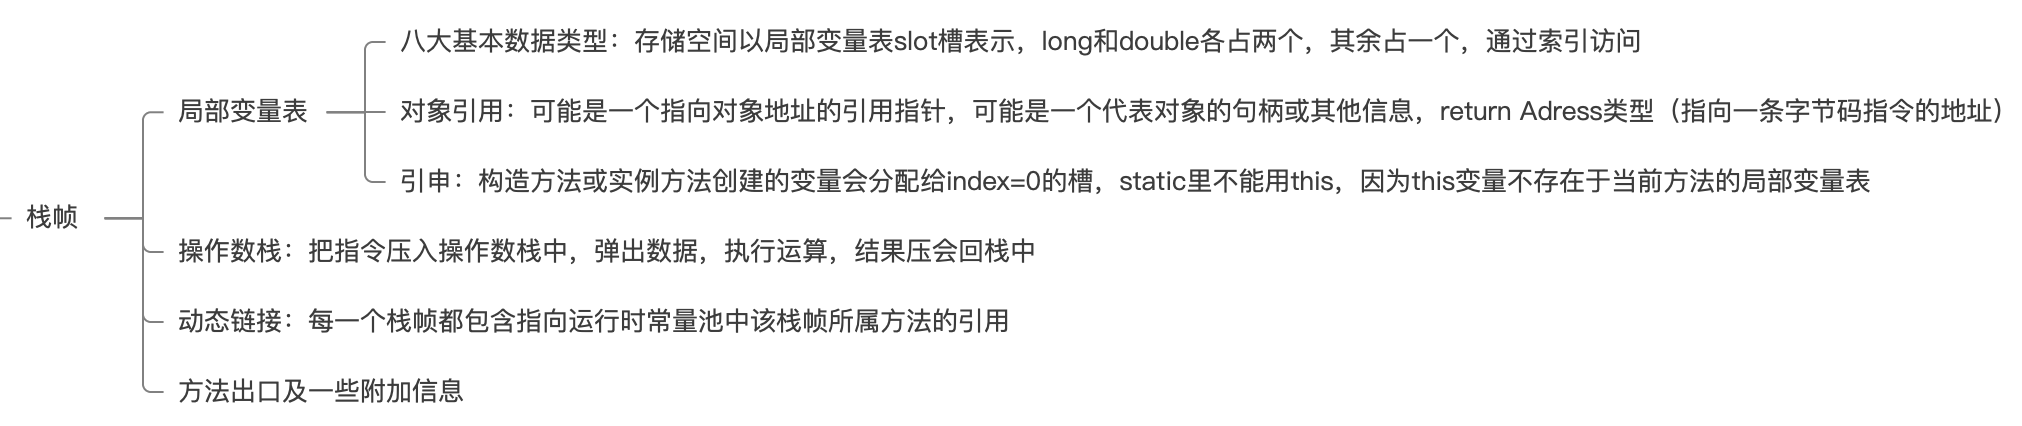 八大基本数据类型：存储空间以局部变量表slot槽表示，long和double各占两个，其余占一个，通过索引访问
局部变量表
对象引用：可能是一个指向对象地址的引用指针，可能是一个代表对象的句柄或其他信息，return Adress类型（指向一条字节码指令的地址）
引申：构造方法或实例方法创建的变量会分配给index=0的槽，static里不能用this，因为this变量不存在于当前方法的局部变量表
栈帧
操作数栈：把指令压入操作数栈中，弹出数据，执行运算，结果压会回栈中
动态链接：每一个栈帧都包含指向运行时常量池中该栈帧所属方法的引用
方法出口及一些附加信息